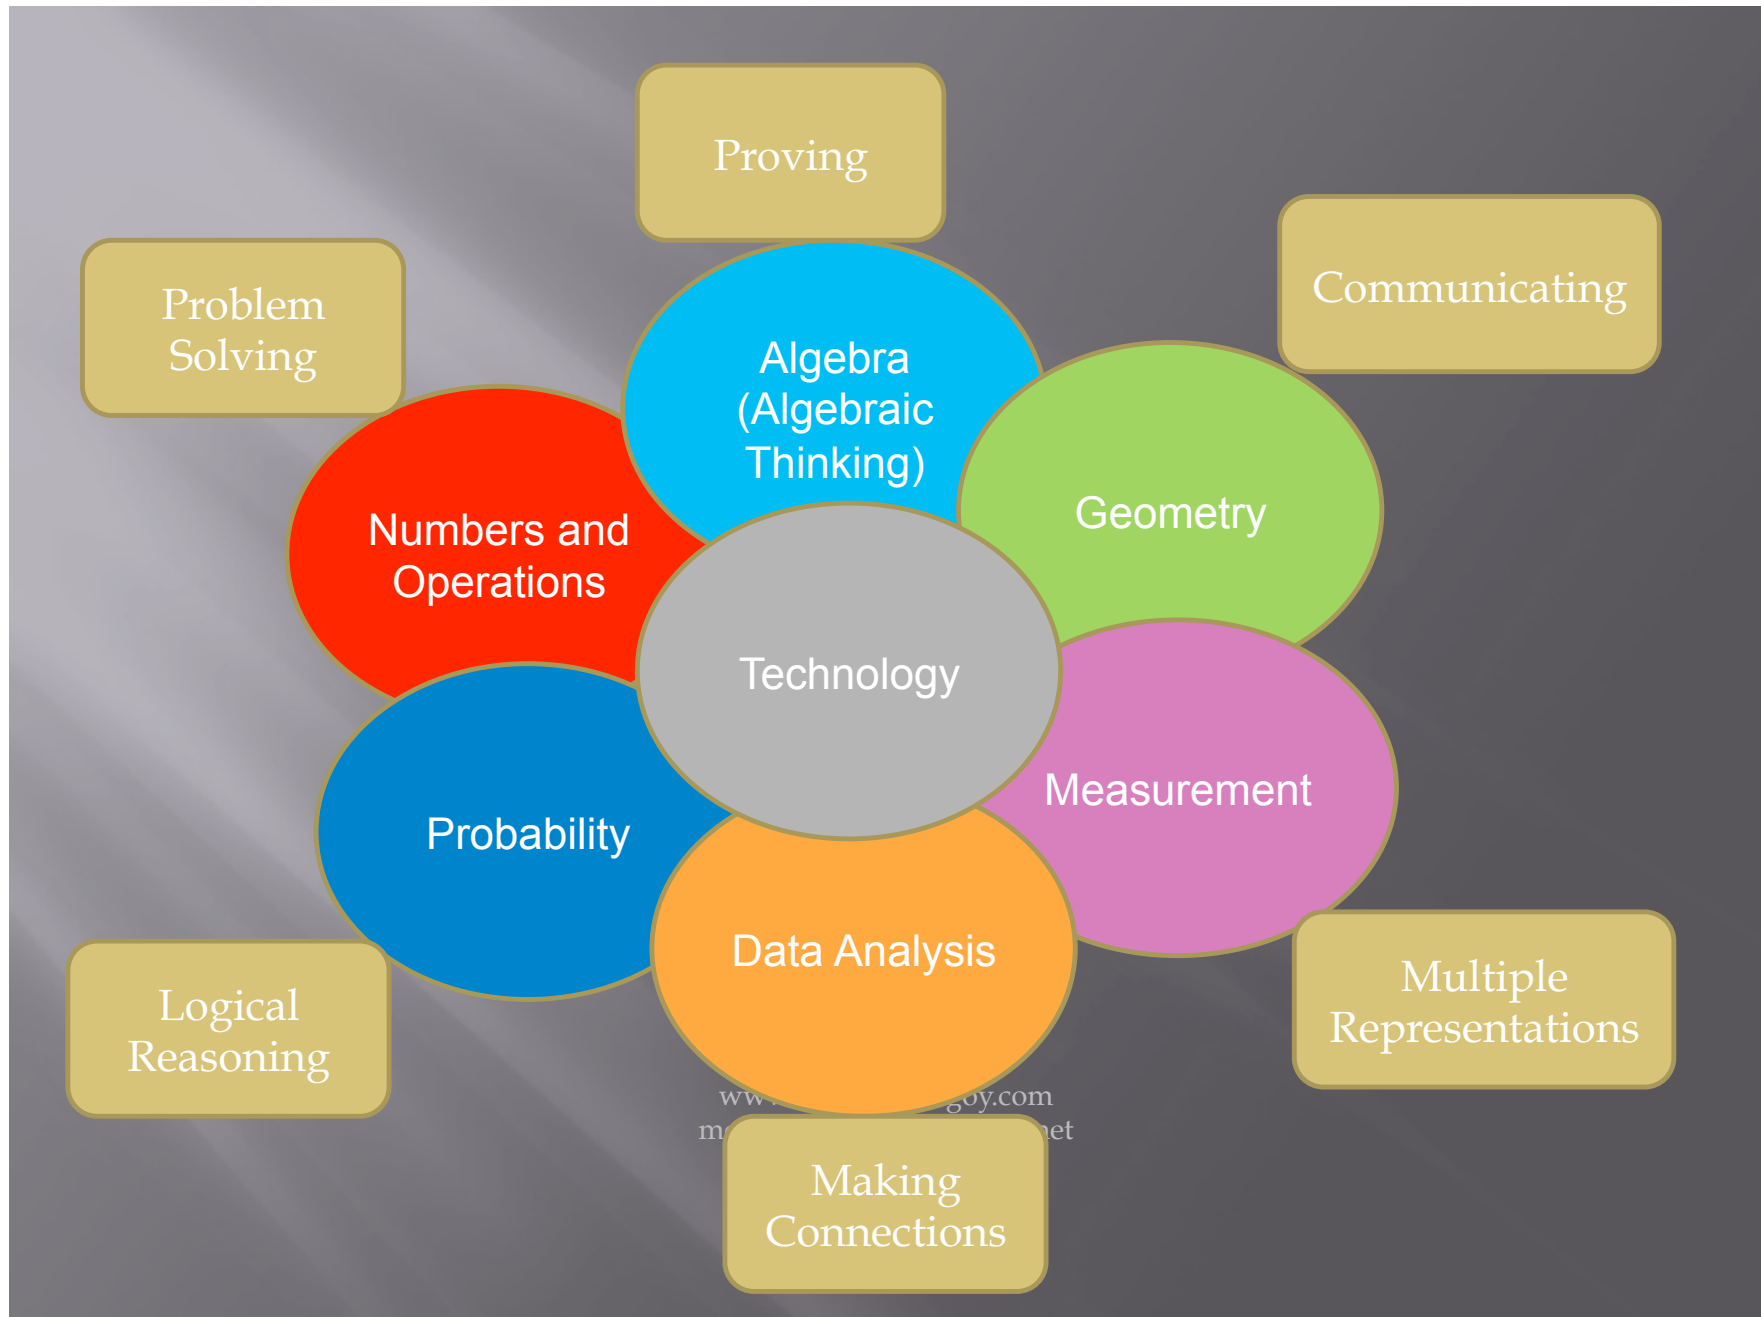 Proving
Communicating
Problem
Solving
Algebra
(Algebraic
Thinking)
Geometry
Numbers and
Operations
Technology
Measurement
Probability
Data Analysis
Multiple
Representations
Logical
Reasoning
Making
Connections